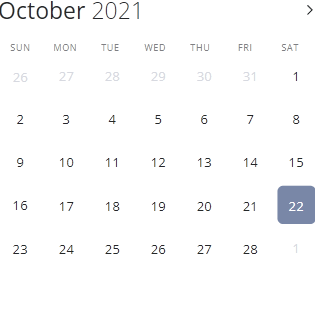 October 2021
SUN MON TUE WED THU FRI SAT
26 27 28 29 30 31 1
2 3 4 5 6 7 8
9 10 11 12 13 14 15
16 17 18 19 20 21 22
23 24 25 26 27 28 1